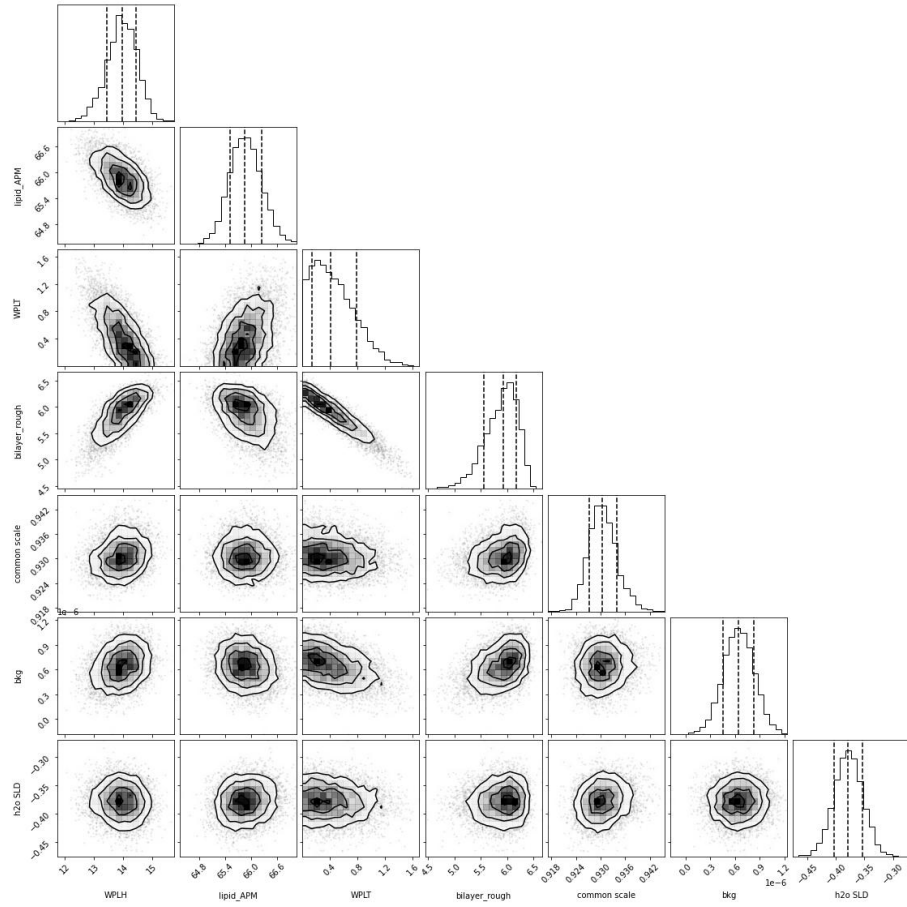 lipid_APM
66.6
66.0
65.4
64.8
WPLT
1.6
1.2
0.8
0.4
bilayer_rough
6.5
6.0
5.5
5.0
4.5
common scale
0.942
0.936
0.930
0.924
0.918
1e−6
bkg
1.2
0.9
0.6
0.3
0.0
h2o SLD
−0.30
−0.35
−0.40
−0.45
12 13 14 15
64.8 65.4 66.0 66.6
0.4 0.8 1.2 1.6
4.5 5.0 5.5 6.0 6.5
0.918 0.924 0.930 0.936 0.942
0.0 0.3 0.6 0.9 1.2
1e−6
−0.45 −0.40 −0.35 −0.30
WPLH lipid_APM WPLT bilayer_rough common scale bkg h2o SLD